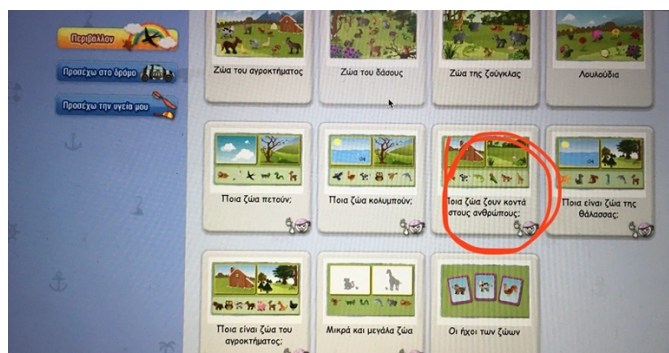 Περιβάλλον
Προσέχω στο δρόμο
Προσέχω την υγεία μου
Ζώα του αγροκτήματος
Ζώα του δάσους
Ζώα της ζούγκλας
Λουλούδια
Ποια ζώα πετούν;
Ποια ζώα κολυμπούν;
Ποια ζώα ζουν κοντά
στους ανθρώπους;
Ποια είναι ζώα της
θάλασσας;
Ποια είναι ζώα του
αγροκτήματος;
Μικρά και μεγάλα ζώα
Οι ήχοι των ζώων